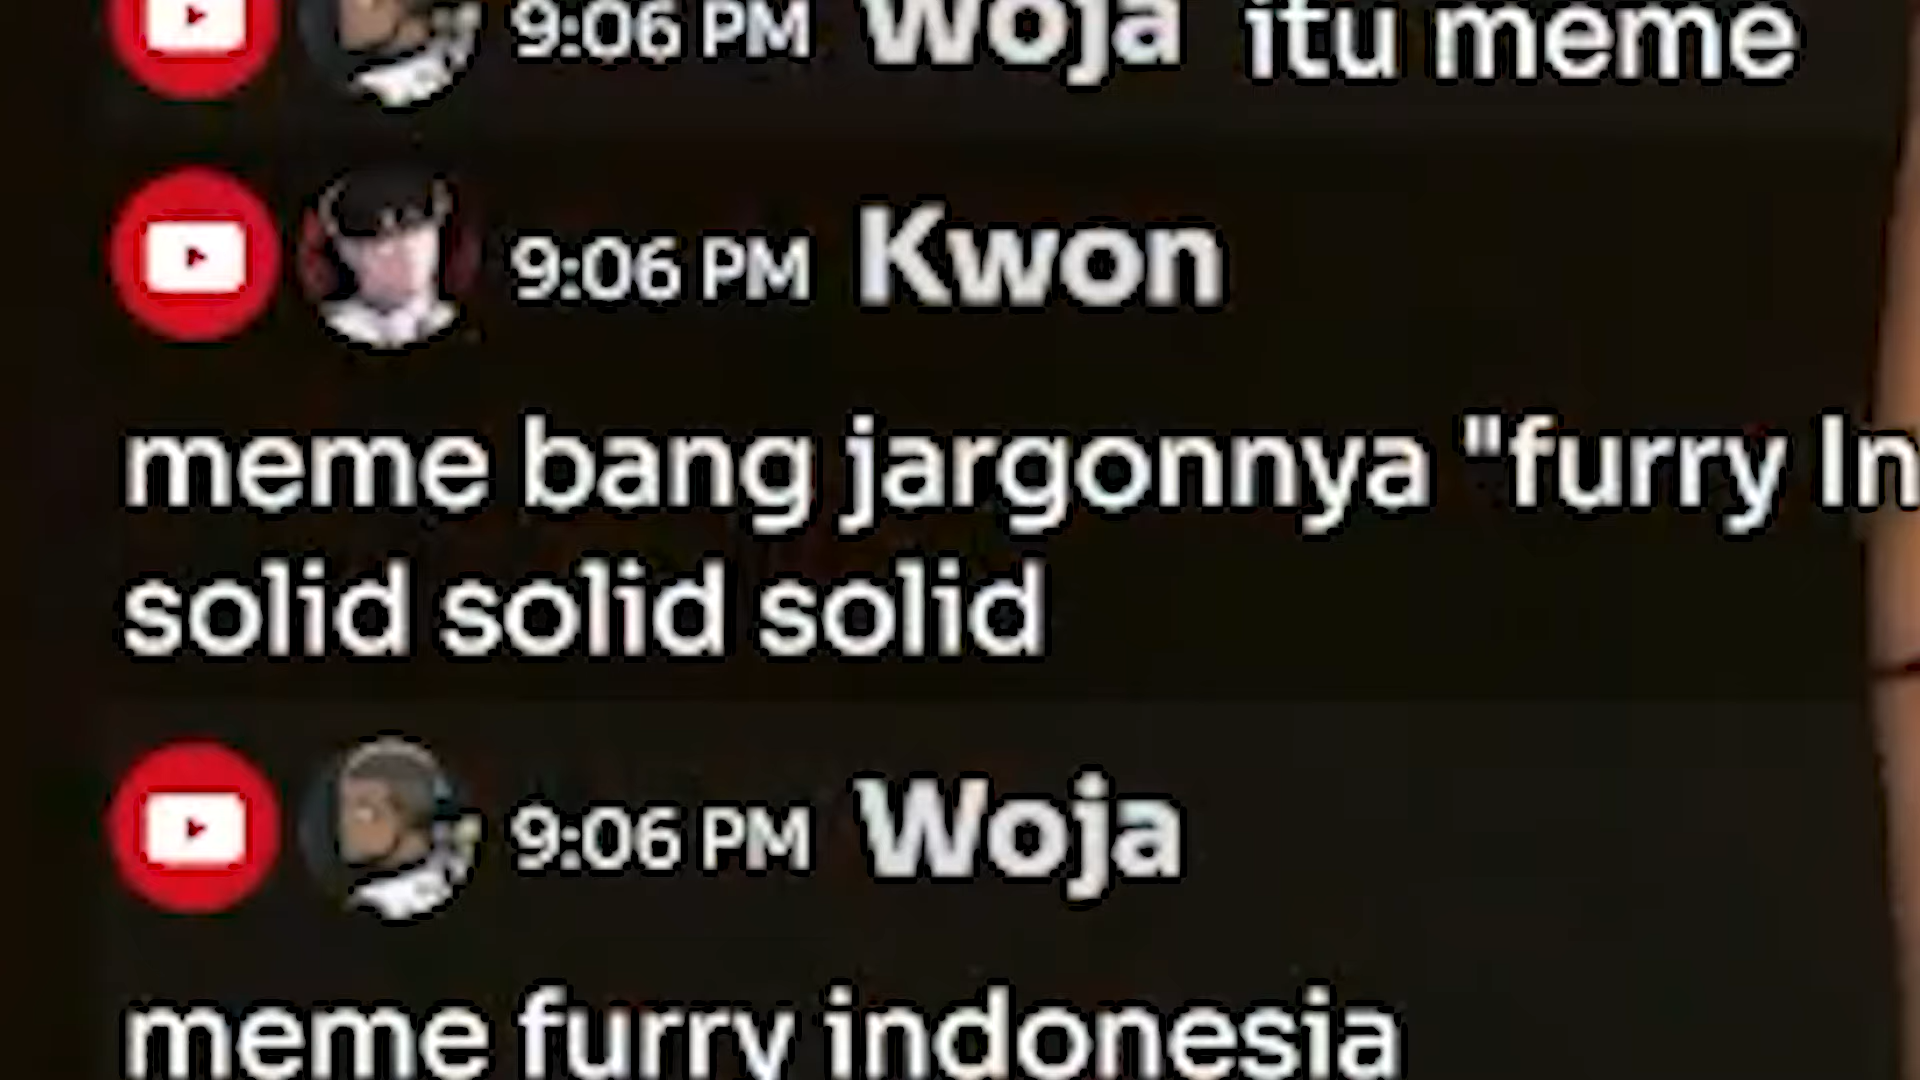 9:06 PM Woja itu meme
9:06 PM Kwon
meme bang jargonnya "furry In
solid solid solid
9:06 PM Woja
meme furry indonesia